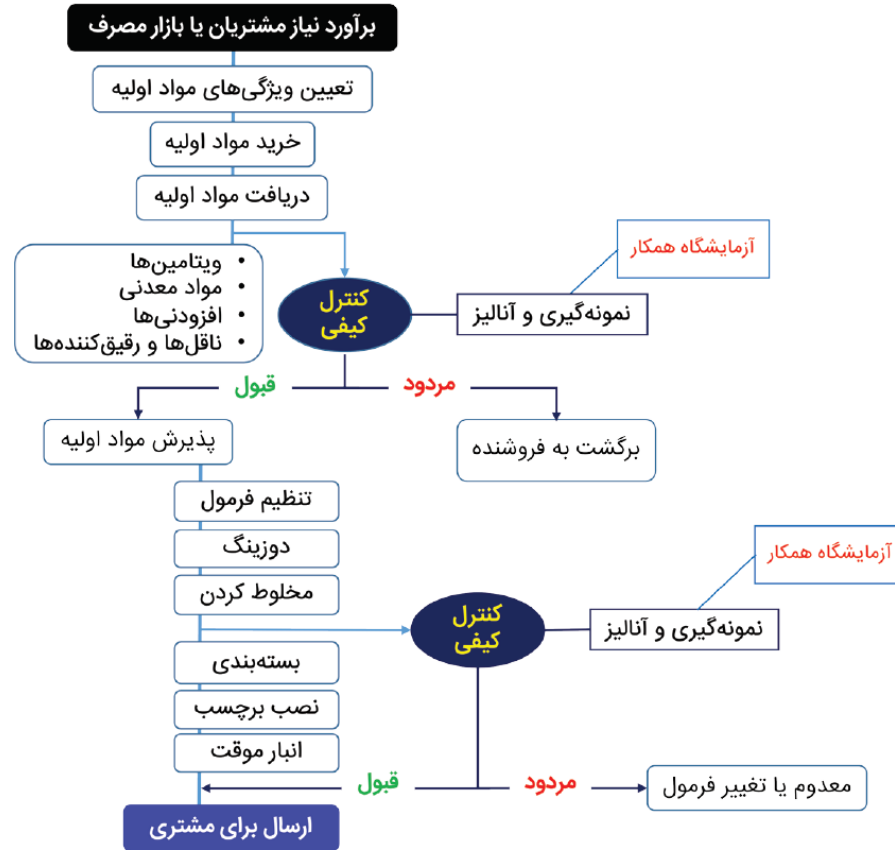 برآورد نیاز مشتریان یا بازار مصرف
تعیین ویژگی‌های مواد اولیه
خرید مواد اولیه
دریافت مواد اولیه
• ویتامین‌ها
• مواد معدنی
• افزودنی‌ها
• ناقل‌ها و رقیق‌کننده‌ها
کنترل
کیفی
نمونه‌گیری و آنالیز
آزمایشگاه همکار
مردود
قبول
برگشت به فروشنده
پذیرش مواد اولیه
تنظیم فرمول
دوزینگ
مخلوط کردن
کنترل
کیفی
نمونه‌گیری و آنالیز
آزمایشگاه همکار
بسته‌بندی
نصب برچسب
انبار موقت
مردود
قبول
معدوم یا تغییر فرمول
ارسال برای مشتری